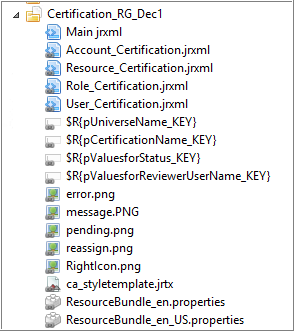 Certification_RG_Dec1
Main jrxml
Account_Certification.jrxml
Resource_Certification.jrxml
Role_Certification.jrxml
User_Certification.jrxml
$R{pUniverseName_KEY}
$R{pCertificationName_KEY}
$R{pValuesforStatus_KEY}
$R{pValuesforReviewerUserName_KEY}
error.png
message.PNG
pending.png
reassign.png
RightIcon.png
ca_styletemplate.jrtx
ResourceBundle_en.properties
ResourceBundle_en_US.properties